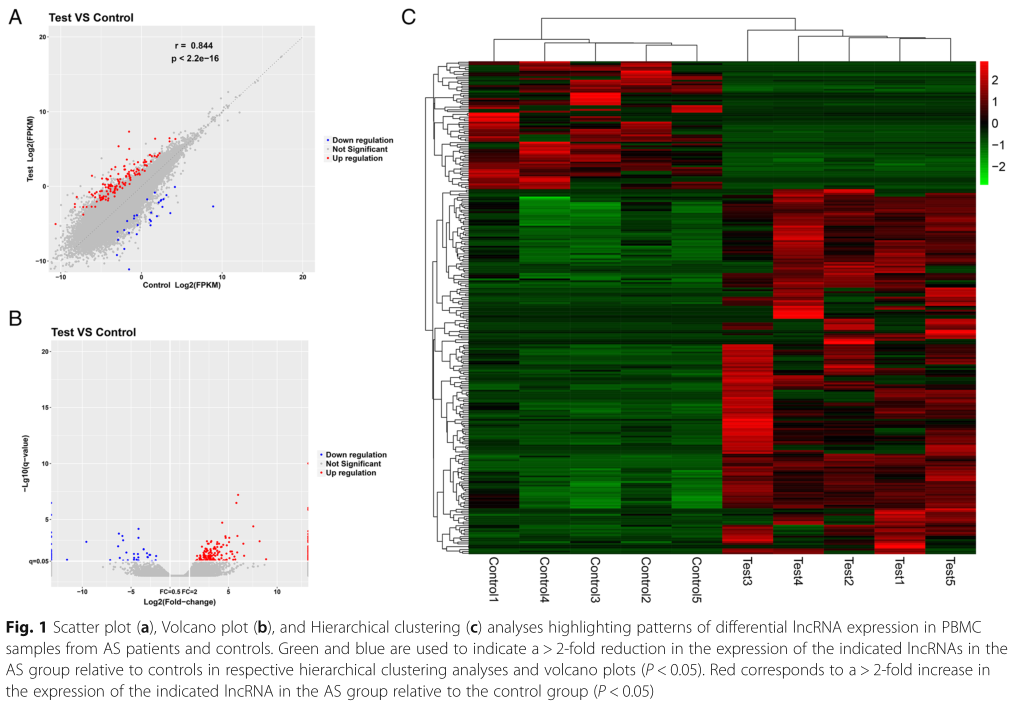 A
Test VS Control
r = 0.844
p < 2.2e−16
20
10
0
−10
Test Log2(FPKM)
−10
0
10
20
Control Log2(FPKM)
Down regulation
Not Significant
Up regulation
B
Test VS Control
20
15
10
5
q=0.05
−Lg10(q−value)
−10
−5
FC=0.5
FC=2
5
10
Log2(Fold−change)
Down regulation
Not Significant
Up regulation
C
2
1
0
−1
−2
Control1
Control4
Control3
Control2
Control5
Test3
Test4
Test2
Test1
Test5
Fig. 1 Scatter plot (a), Volcano plot (b), and Hierarchical clustering (c) analyses highlighting patterns of differential lncRNA expression in PBMC
samples from AS patients and controls. Green and blue are used to indicate a > 2-fold reduction in the expression of the indicated lncRNAs in the
AS group relative to controls in respective hierarchical clustering analyses and volcano plots (P < 0.05). Red corresponds to a > 2-fold increase in
the expression of the indicated lncRNA in the AS group relative to the control group (P < 0.05)